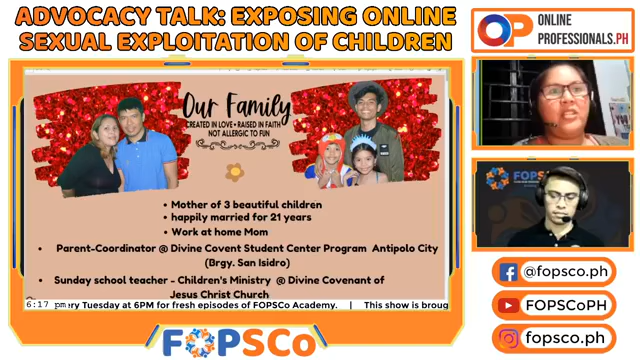 ADVOCACY TALK: EXPOSING ONLINE
SEXUAL EXPLOITATION OF CHILDREN
OP ONLINE
PROFESSIONALS.PH
Our Family
CREATED IN LOVE • RAISED IN FAITH
NOT ALLERGIC TO FUN
• Mother of 3 beautiful children
• happily married for 21 years
• Work at home Mom
• Parent-Coordinator @ Divine Covent Student Center Program Antipolo City
(Brgy. San Isidro)
• Sunday school teacher - Children's Ministry @ Divine Covenant of
Jesus Christ Church
6:17 pm ery Tuesday at 6PM for fresh episodes of FOPSCo Academy. | This show is broug
FOPSCo
FOPS
@fopsco.ph
FOPSCoPH
fopsco.ph